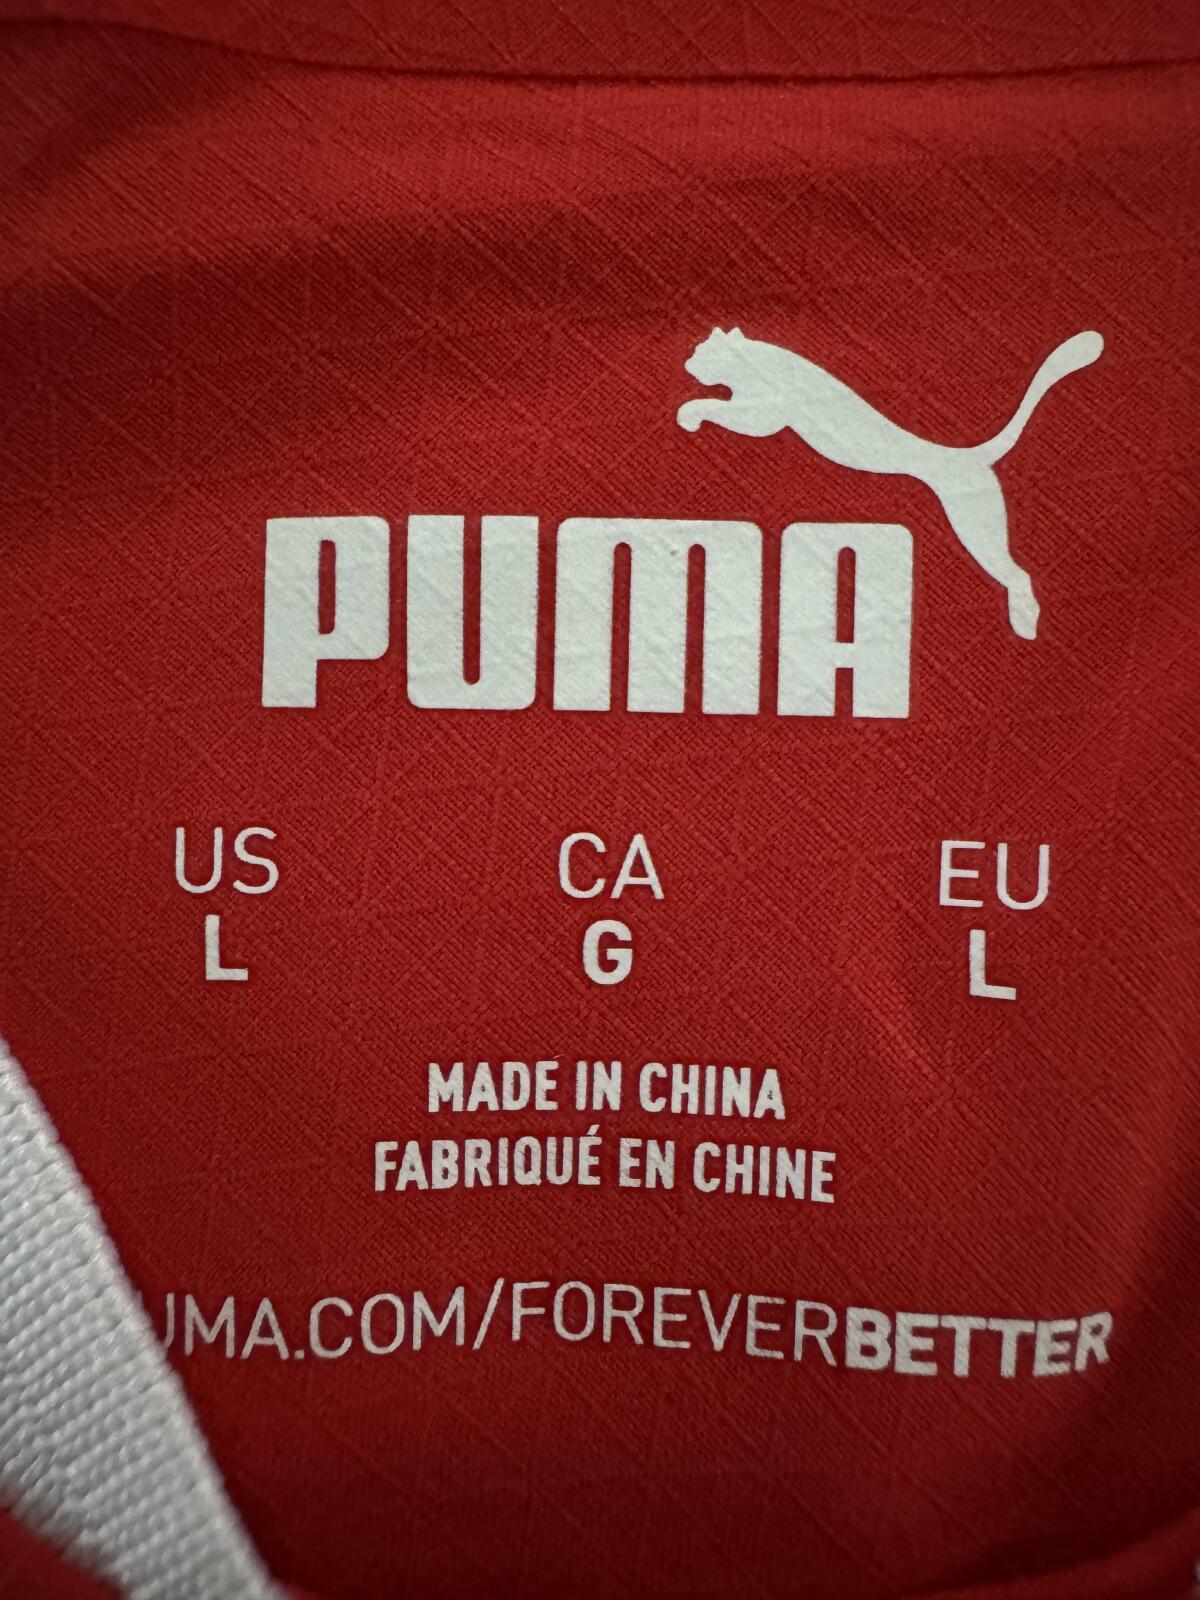 PUMA
US CA EU
L G L
MADE IN CHINA
FABRIQUÉ EN CHINE
UMA.COM/FOREVERBETTER